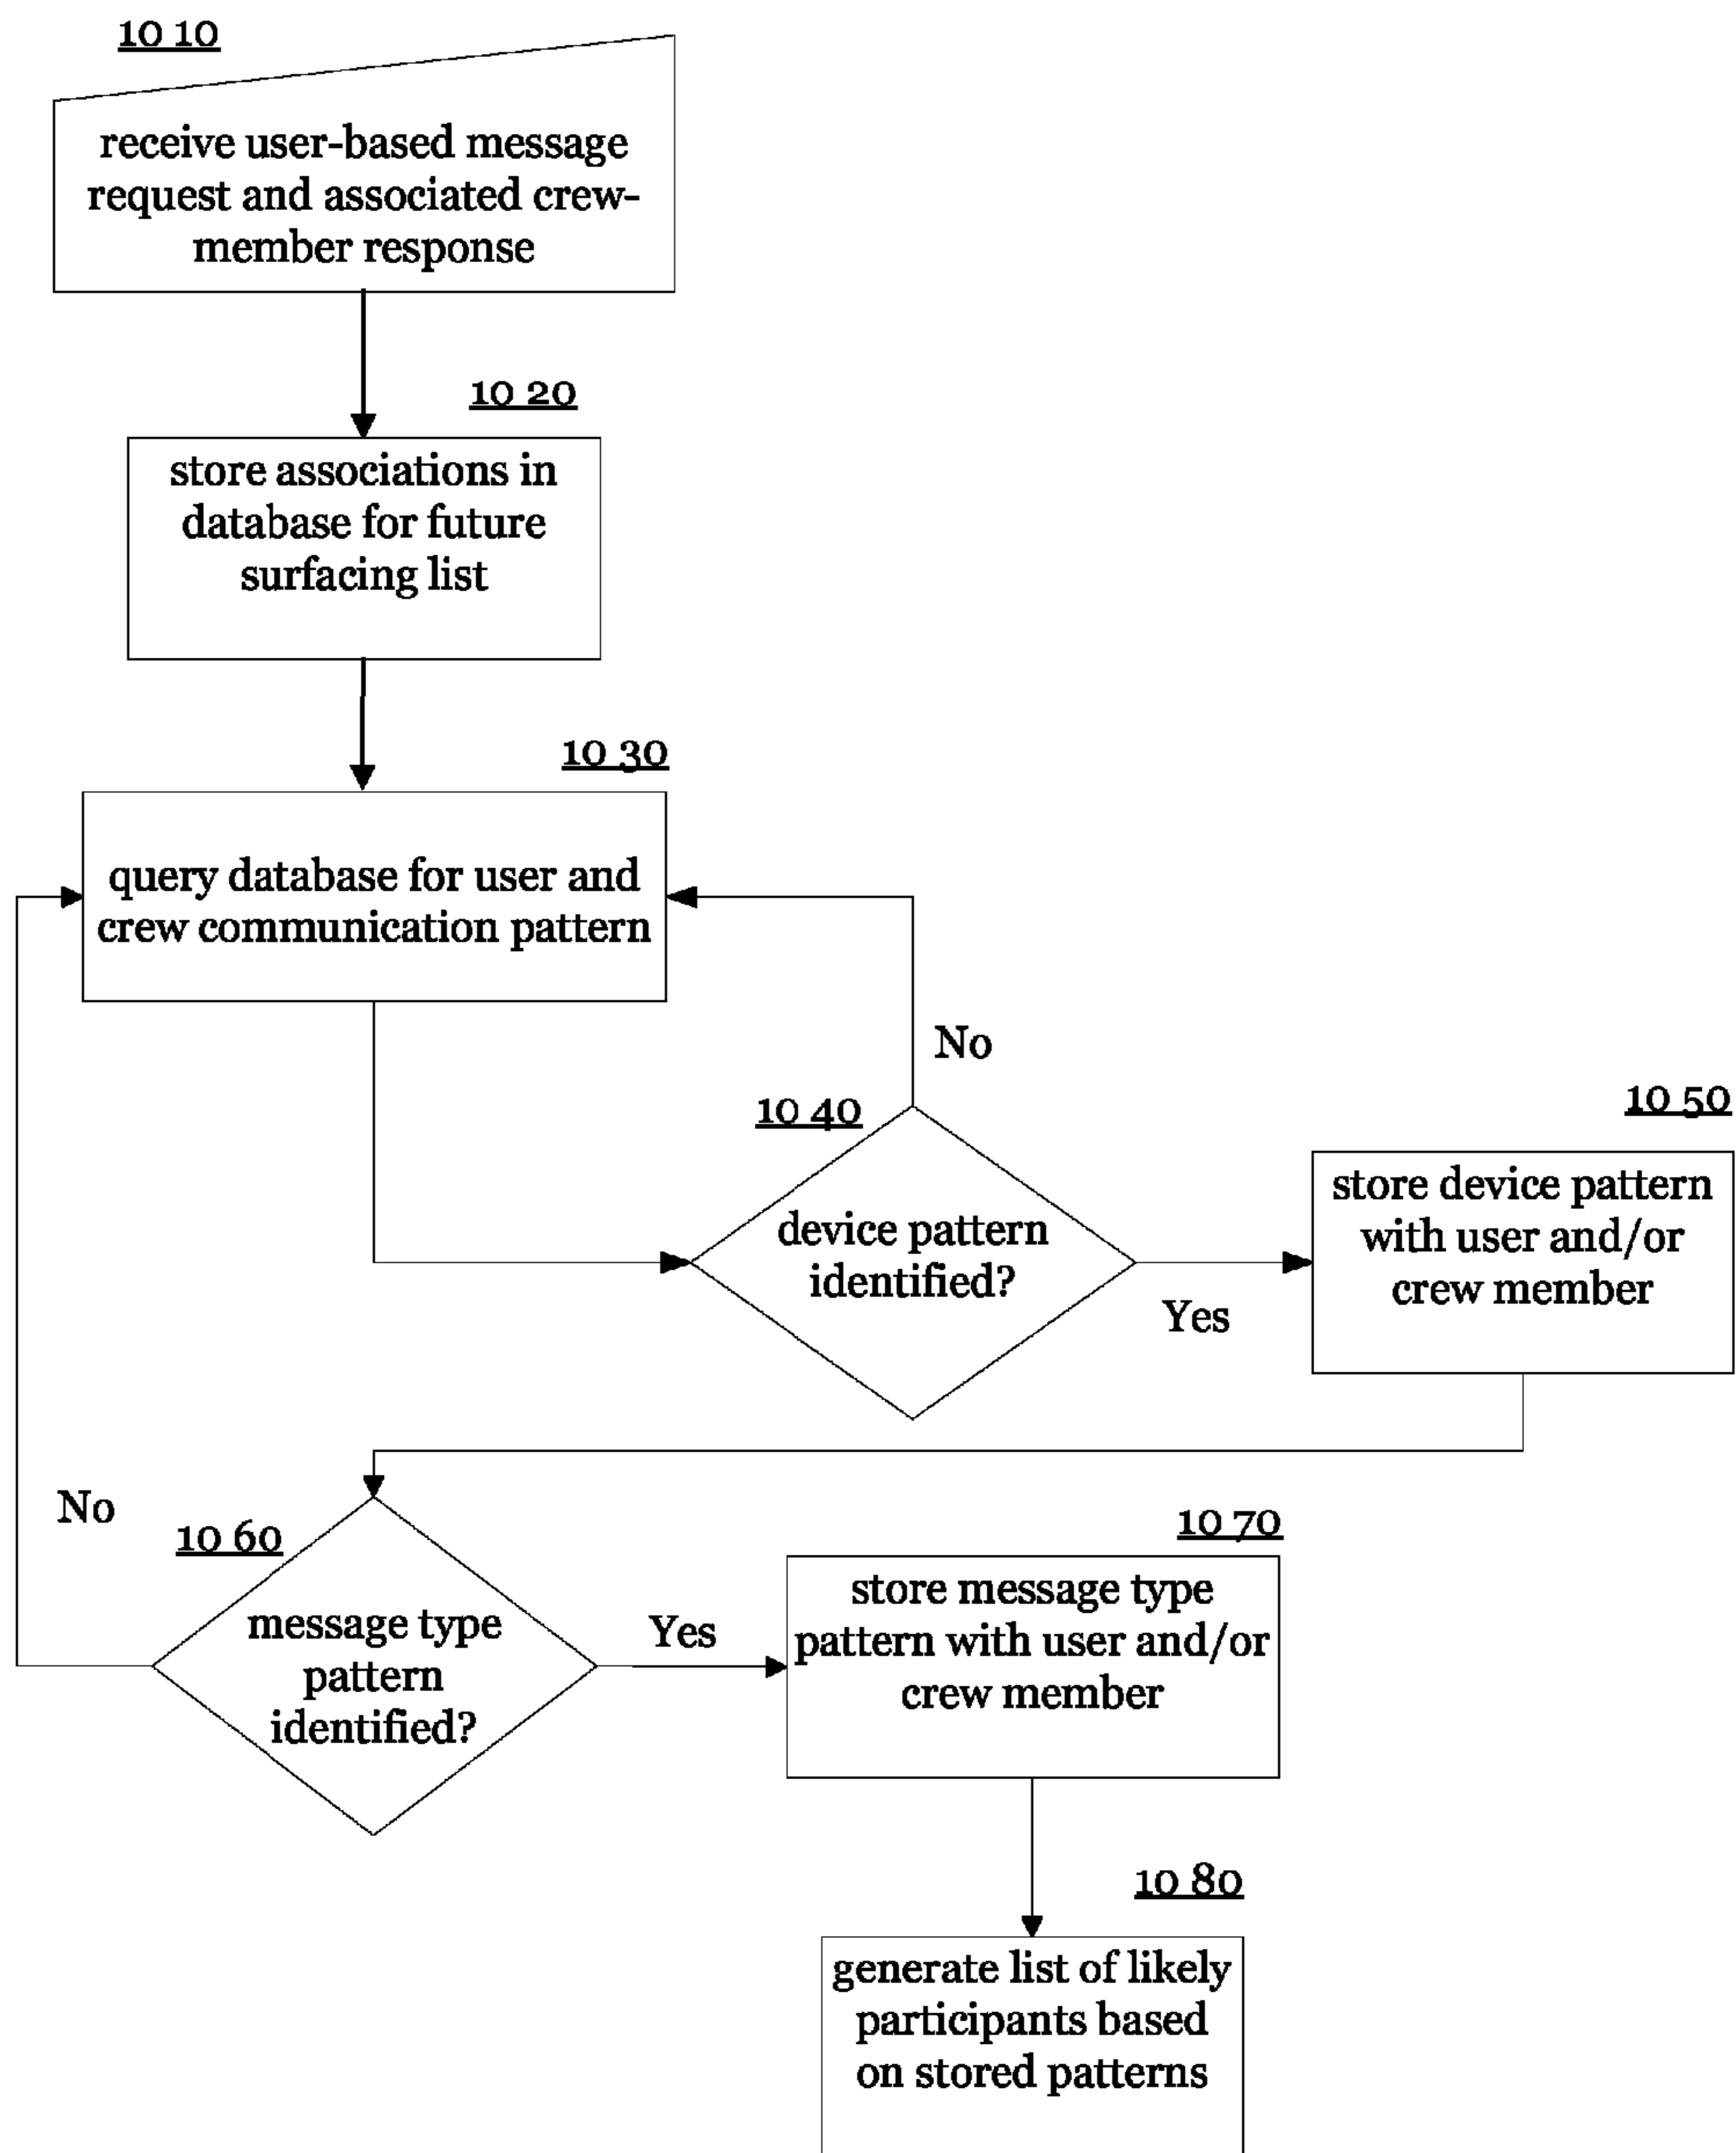 10 10
receive user-based message
request and associated crew-
member response
10 20
store associations in
database for future
surfacing list
10 30
query database for user and
crew communication pattern
No
10 40
device pattern
identified?
Yes
10 50
store device pattern
with user and/or
crew member
No
10 60
message type
pattern
identified?
Yes
10 70
store message type
pattern with user and/or
crew member
10 80
generate list of likely
participants based
on stored patterns